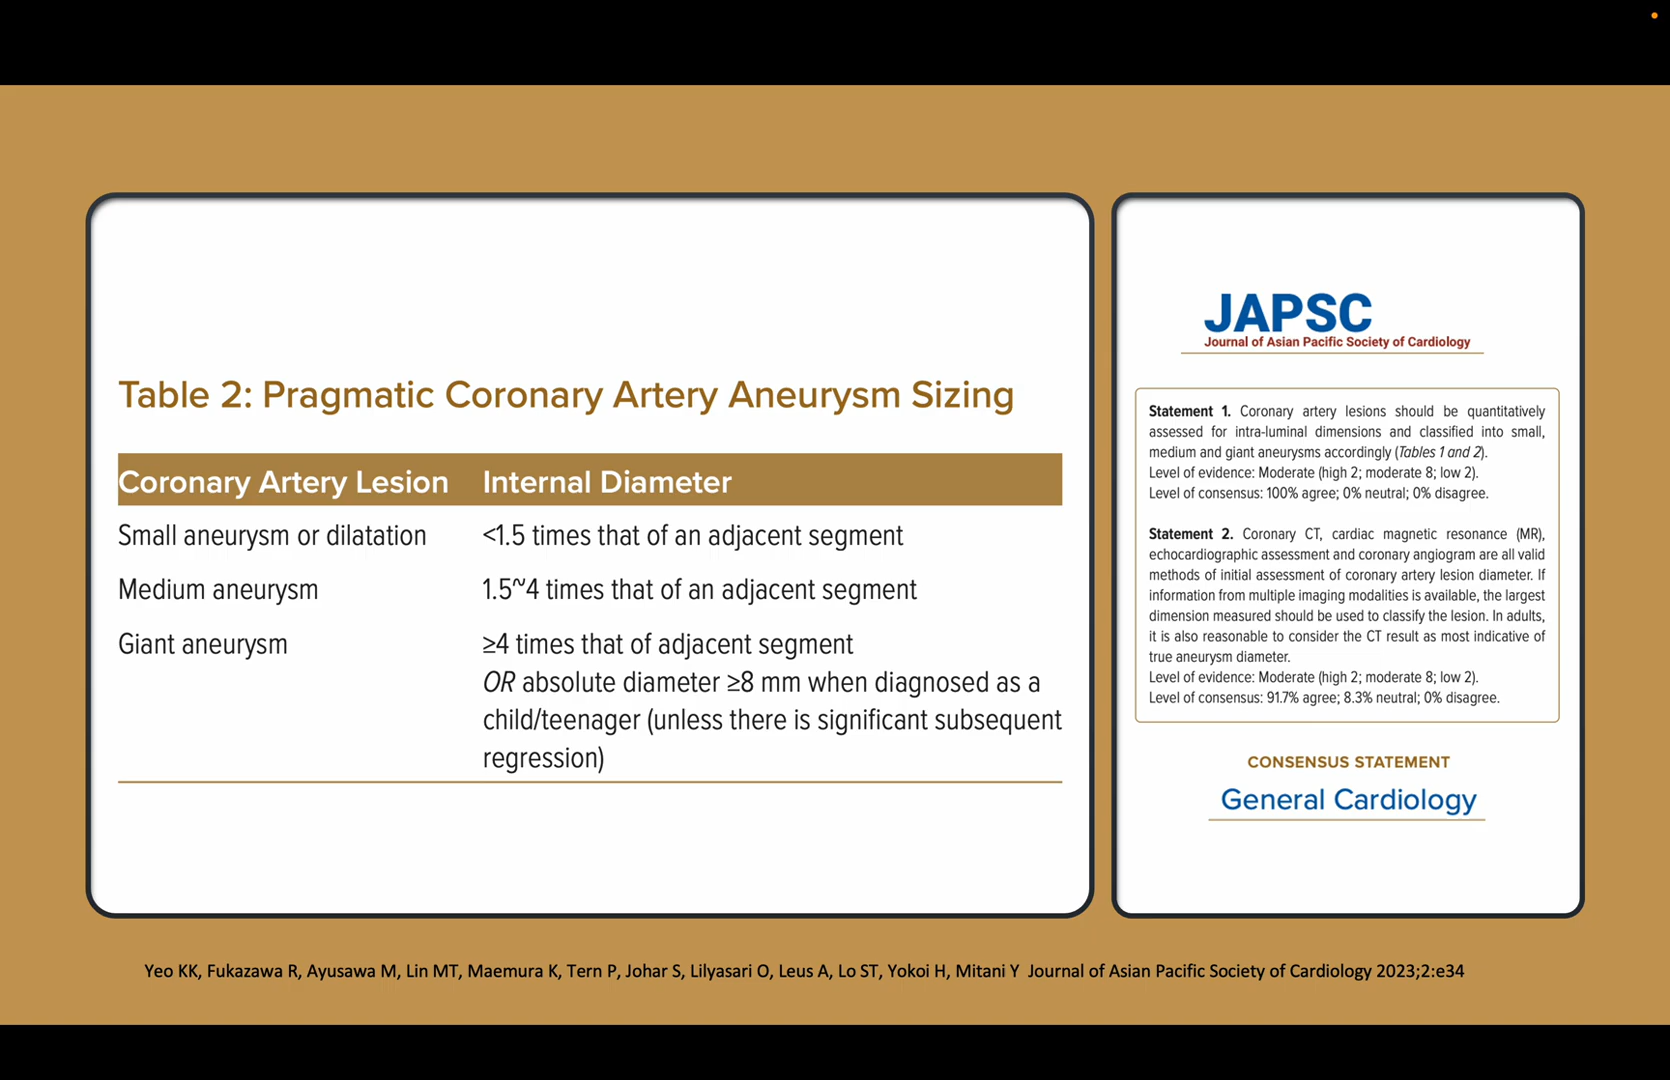 Table 2: Pragmatic Coronary Artery Aneurysm Sizing
Coronary Artery Lesion Internal Diameter
Small aneurysm or dilatation <1.5 times that of an adjacent segment
Medium aneurysm 1.5~4 times that of an adjacent segment
Giant aneurysm ≥4 times that of adjacent segment
OR absolute diameter ≥8 mm when diagnosed as a
child/teenager (unless there is significant subsequent
regression)
JAPSC
Journal of Asian Pacific Society of Cardiology
Statement 1. Coronary artery lesions should be quantitatively
assessed for intra-luminal dimensions and classified into small,
medium and giant aneurysms accordingly (Tables 1 and 2).
Level of evidence: Moderate (high 2; moderate 8; low 2).
Level of consensus: 100% agree; 0% neutral; 0% disagree.
Statement 2. Coronary CT, cardiac magnetic resonance (MR),
echocardiographic assessment and coronary angiogram are all valid
methods of initial assessment of coronary artery lesion diameter. If
information from multiple imaging modalities is available, the largest
dimension measured should be used to classify the lesion. In adults,
it is also reasonable to consider the CT result as most indicative of
true aneurysm diameter.
Level of evidence: Moderate (high 2; moderate 8; low 2).
Level of consensus: 91.7% agree; 8.3% neutral; 0% disagree.
CONSENSUS STATEMENT
General Cardiology
Yeo KK, Fukazawa R, Ayusawa M, Lin MT, Maemura K, Tern P, Johar S, Lilyasari O, Leus A, Lo ST, Yokoi H, Mitani Y Journal of Asian Pacific Society of Cardiology 2023;2:e34